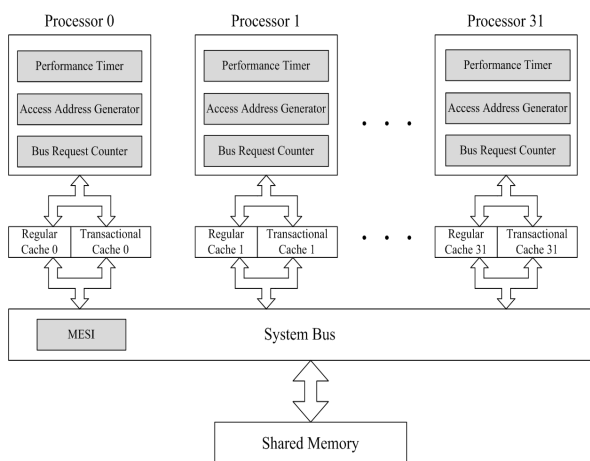 Processor 0
Processor 1
Processor 31
Performance Timer
Access Address Generator
Bus Request Counter
Performance Timer
Access Address Generator
Bus Request Counter
Performance Timer
Access Address Generator
Bus Request Counter
Regular
Cache 0
Transactional
Cache 0
Regular
Cache 1
Transactional
Cache 1
Regular
Cache 31
Transactional
Cache 31
MESI
System Bus
Shared Memory